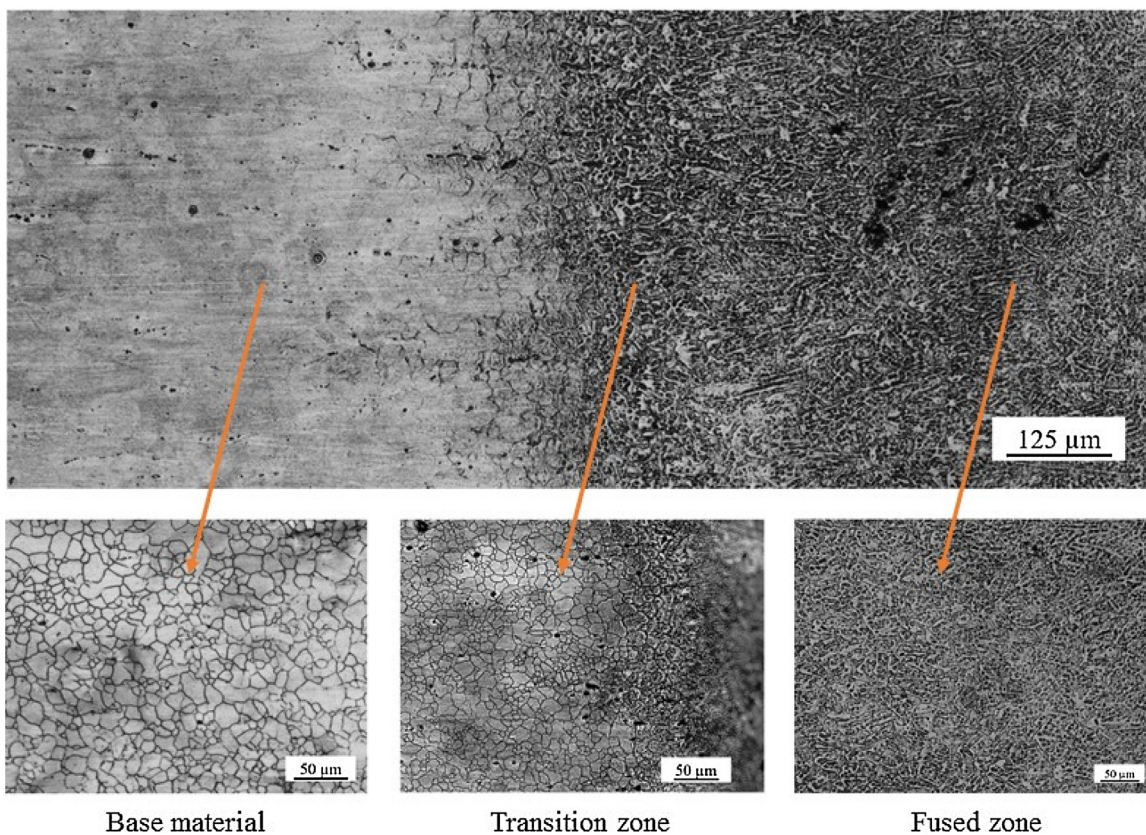 125 µm
50 µm
50 µm
50 µm
Base material
Transition zone
Fused zone